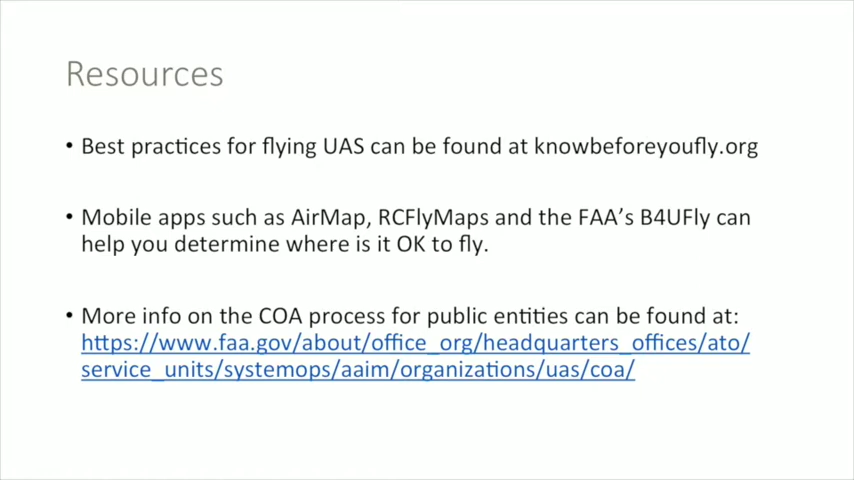 Resources
• Best practices for flying UAS can be found at knowbeforeyoufly.org
• Mobile apps such as AirMap, RCFlyMaps and the FAA’s B4UFly can
help you determine where is it OK to fly.
• More info on the COA process for public entities can be found at:
https://www.faa.gov/about/office_org/headquarters_offices/ato/
service_units/systemops/aaim/organizations/uas/coa/